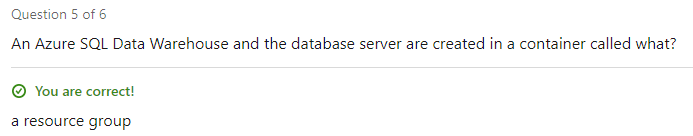 Question 5 of 6
An Azure SQL Data Warehouse and the database server are created in a container called what?
You are correct!
a resource group